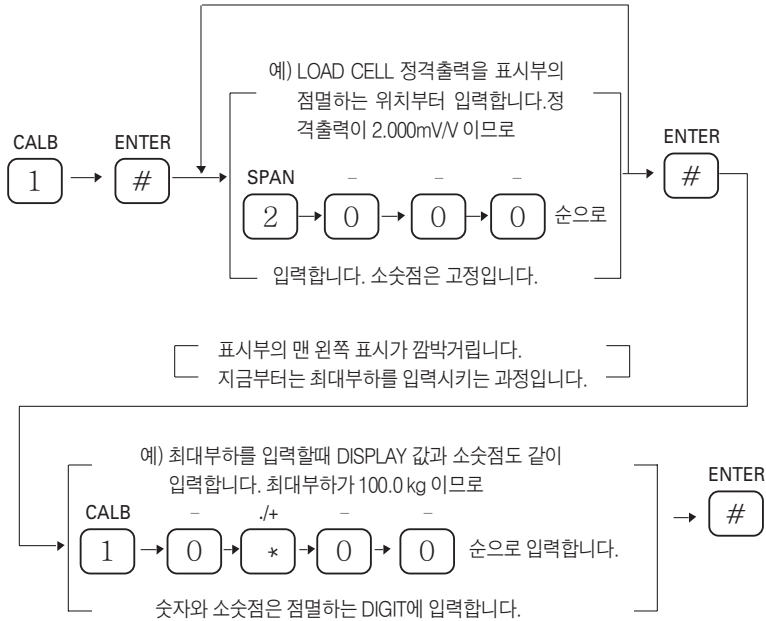 예) LOAD CELL 정격출력을 표시부의
점멸하는 위치부터 입력합니다.정
격출력이 2.000mV/V 이므로
CALB ENTER ENTER
1 # #
SPAN – – –
2 0 0 0 순으로
입력합니다. 소숫점은 고정입니다.
표시부의 맨 왼쪽 표시가 깜박거립니다.
지금부터는 최대부하를 입력시키는 과정입니다.
예) 최대부하를 입력할때 DISPLAY 값과 소숫점도 같이
입력합니다. 최대부하가 100.0 kg 이므로
ENTER
CALB – ./+ – –
1 0 * 0 0 순으로 입력합니다.
#
숫자와 소숫점은 점멸하는 DIGIT에 입력합니다.